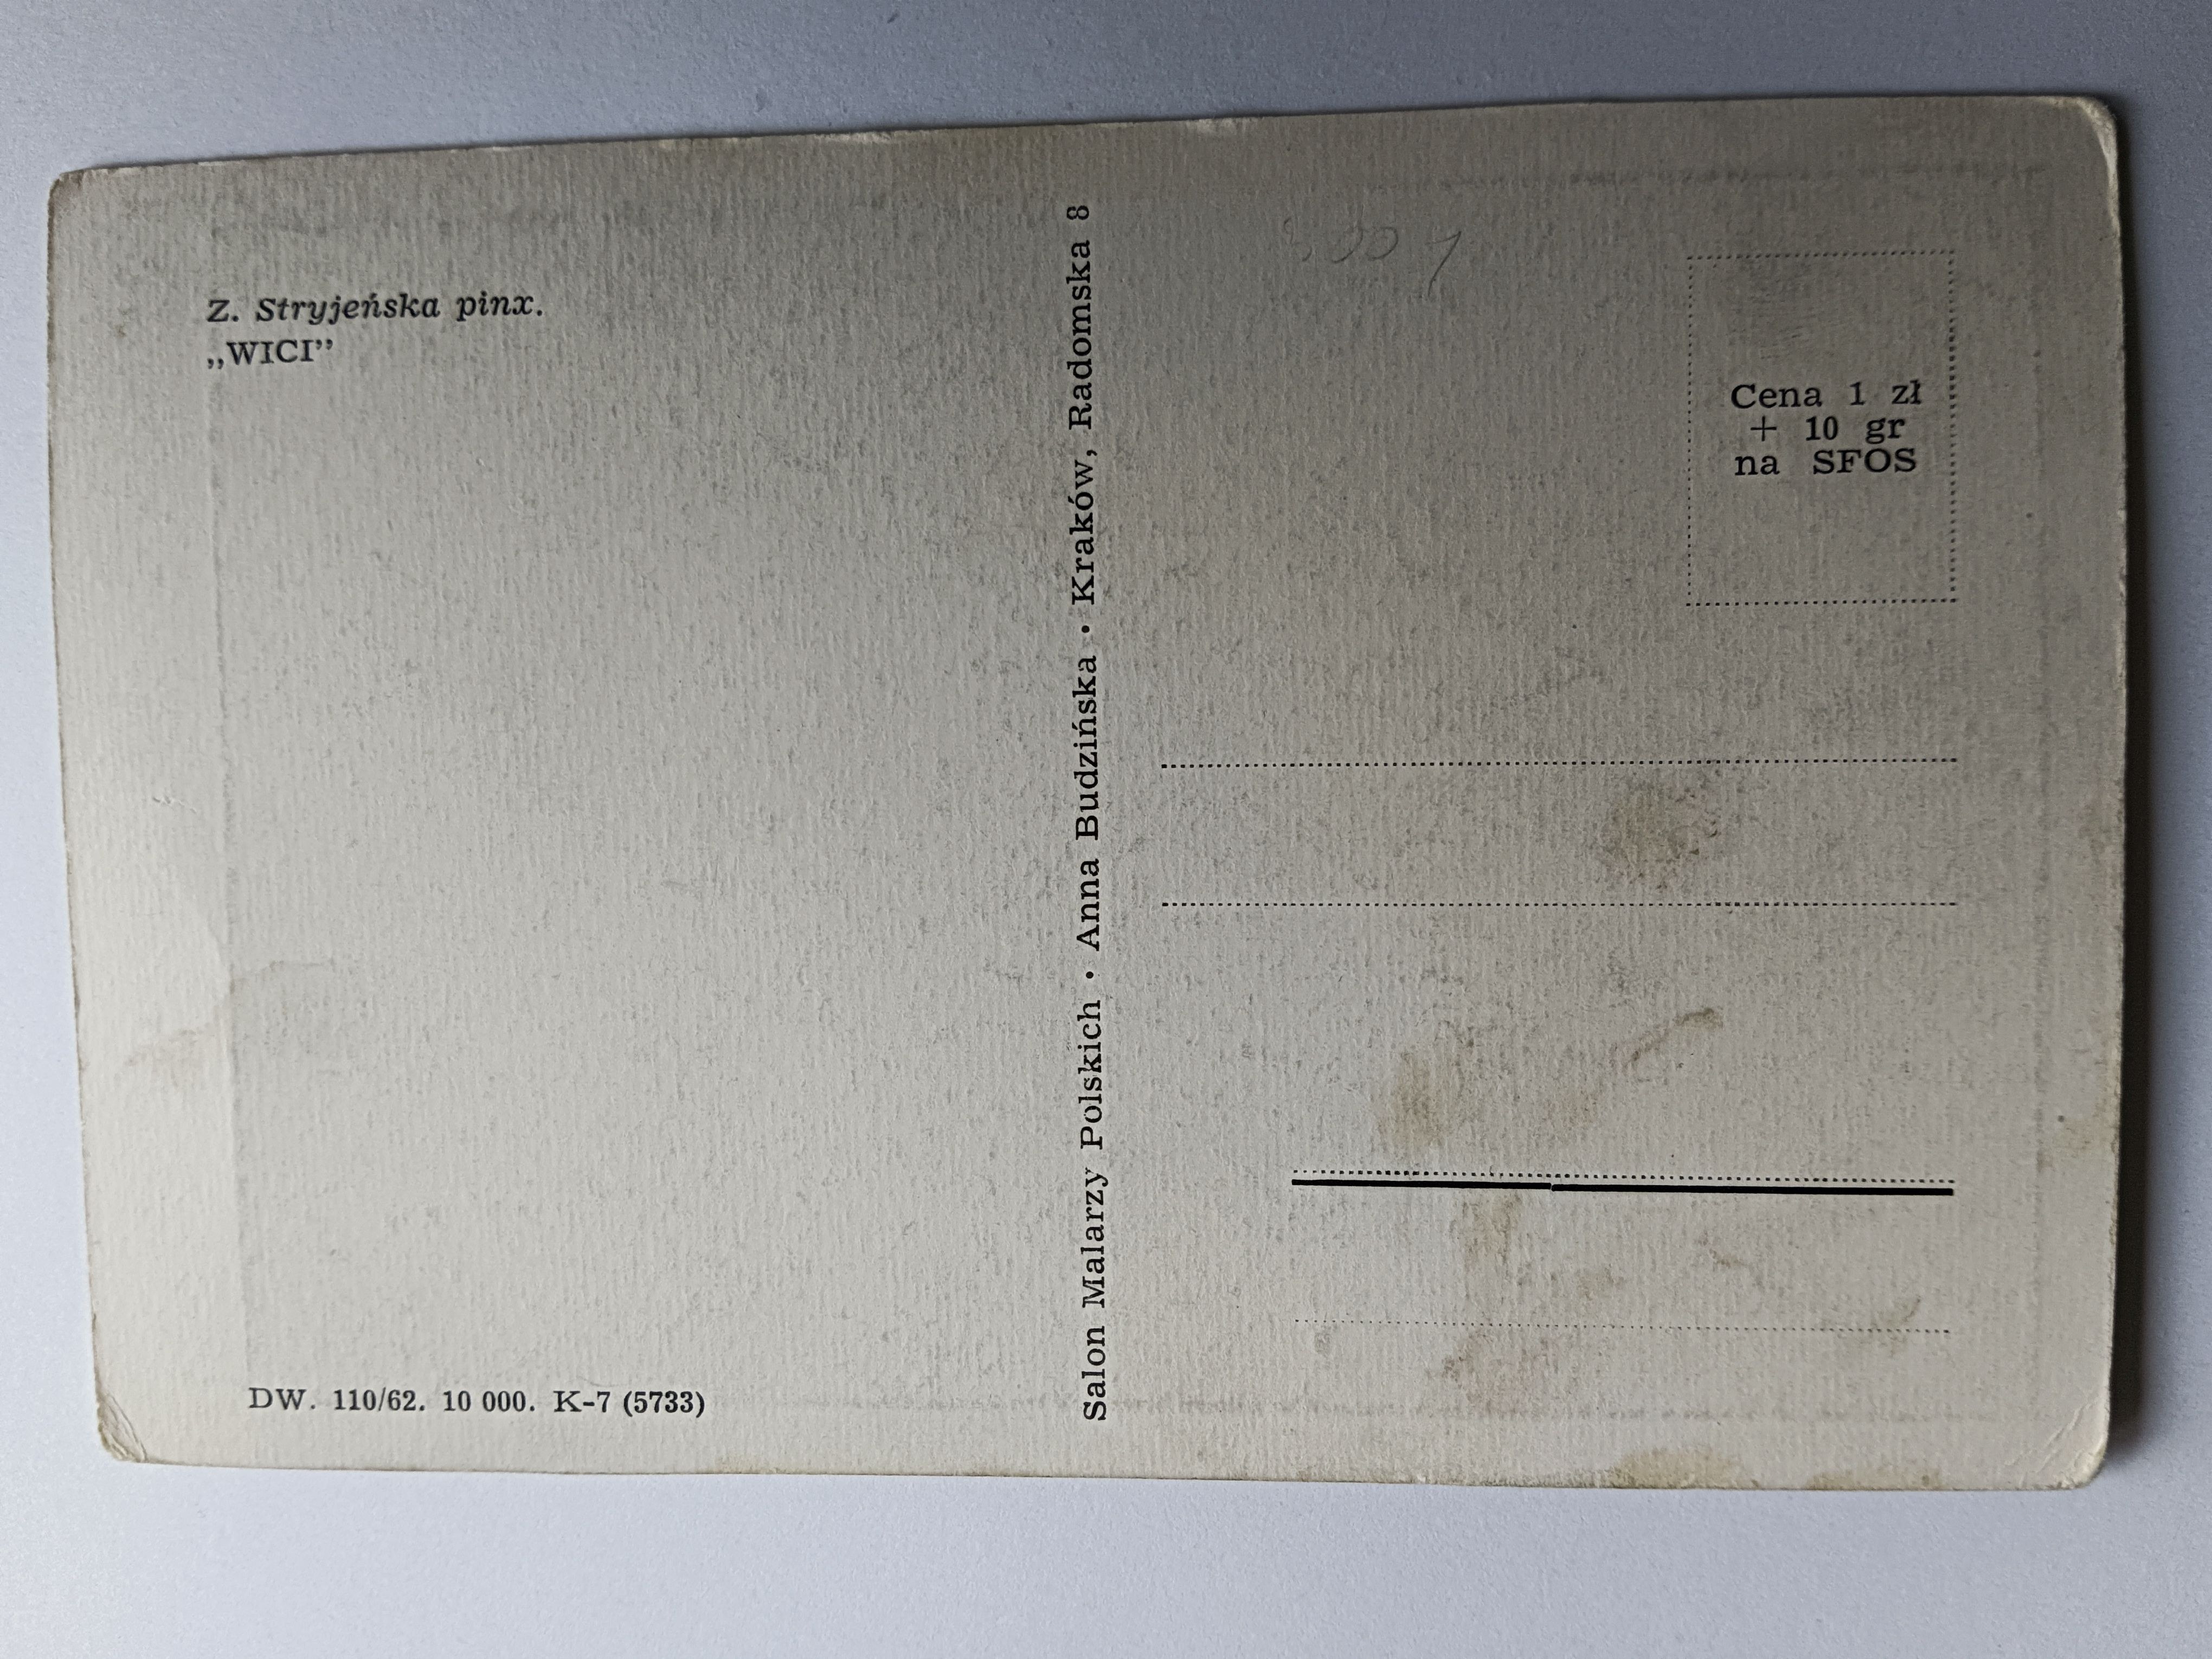 Z. Stryjeńska pinx.
„WICI”
DW. 110/62. 10 000. K-7 (5733)
Salon Malarzy Polskich · Anna Budzińska · Kraków, Radomska 8
Cena 1 zł
+ 10 gr
na SFOS